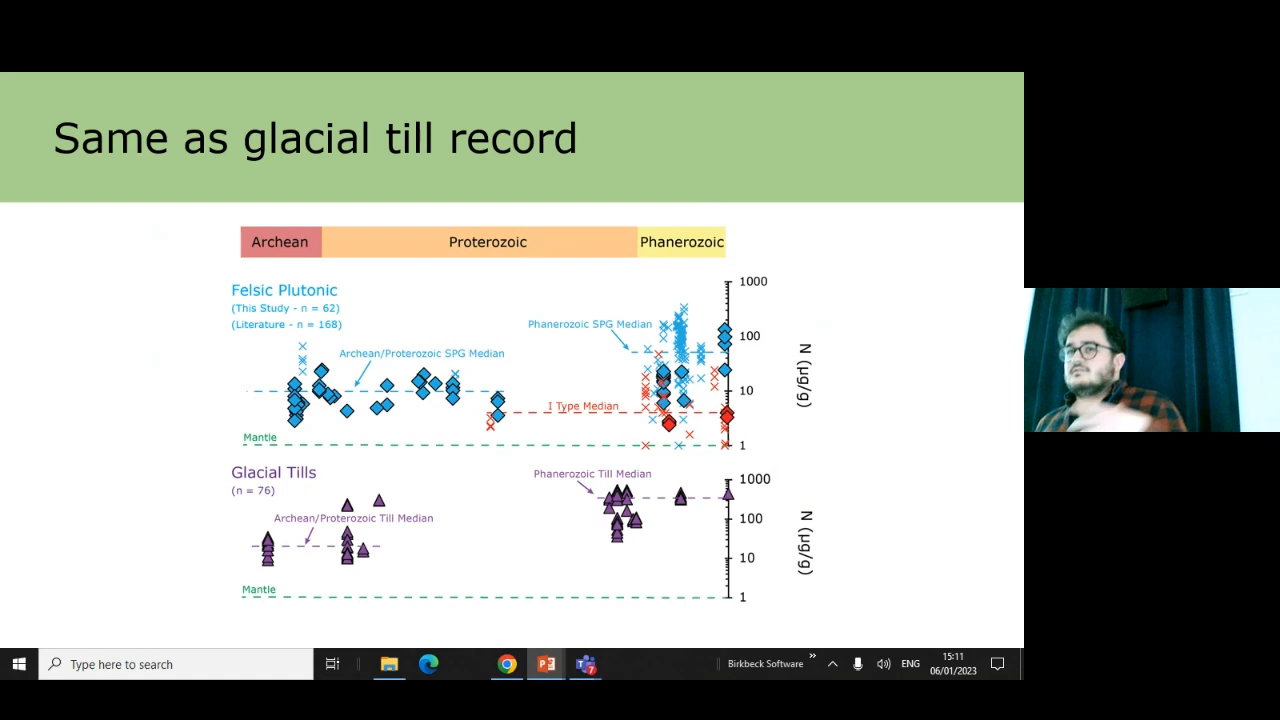 Same as glacial till record
Archean
Proterozoic
Phanerozoic
Felsic Plutonic
(This Study - n = 62)
(Literature - n = 168)
Archean/Proterozoic SPG Median
Phanerozoic SPG Median
I Type Median
Mantle
1000
100
10
1
N (µg/g)
Glacial Tills
(n = 76)
Archean/Proterozoic Till Median
Phanerozoic Till Median
Mantle
1000
100
10
1
N (µg/g)
Type here to search
7
Birkbeck Software
ENG
15:11
06/01/2023